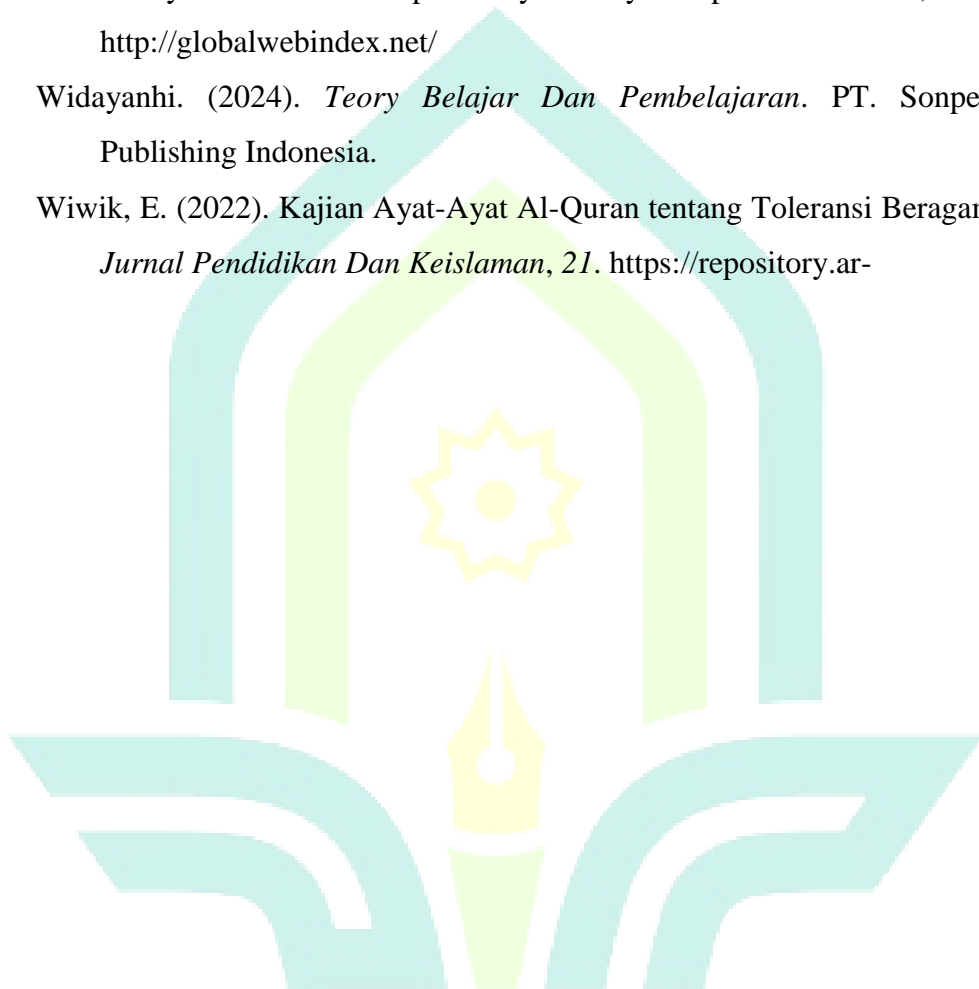 http://globalwebindex.net/
Widayanhi. (2024). Teory Belajar Dan Pembelajaran. PT. Sonpe
Publishing Indonesia.
Wiwik, E. (2022). Kajian Ayat-Ayat Al-Quran tentang Toleransi
Jurnal Pendidikan Dan Keislaman, 21. https://repository.ar-